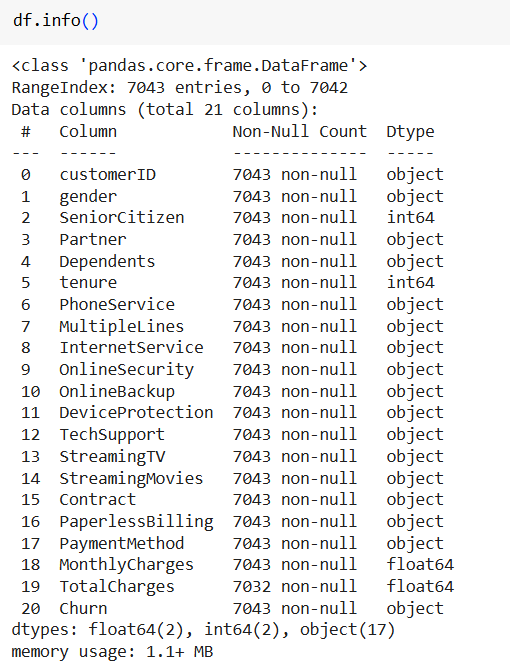 df.info()
<class 'pandas.core.frame.DataFrame'>
RangeIndex: 7043 entries, 0 to 7042
Data columns (total 21 columns):
 #   Column            Non-Null Count  Dtype
---  ------            --------------  -----
 0   customerID        7043 non-null   object
 1   gender            7043 non-null   object
 2   SeniorCitizen     7043 non-null   int64
 3   Partner           7043 non-null   object
 4   Dependents        7043 non-null   object
 5   tenure            7043 non-null   int64
 6   PhoneService      7043 non-null   object
 7   MultipleLines     7043 non-null   object
 8   InternetService   7043 non-null   object
 9   OnlineSecurity    7043 non-null   object
 10  OnlineBackup      7043 non-null   object
 11  DeviceProtection  7043 non-null   object
 12  TechSupport       7043 non-null   object
 13  StreamingTV       7043 non-null   object
 14  StreamingMovies   7043 non-null   object
 15  Contract          7043 non-null   object
 16  PaperlessBilling  7043 non-null   object
 17  PaymentMethod     7043 non-null   object
 18  MonthlyCharges    7043 non-null   float64
 19  TotalCharges      7032 non-null   float64
 20  Churn             7043 non-null   object
dtypes: float64(2), int64(2), object(17)
memory usage: 1.1+ MB